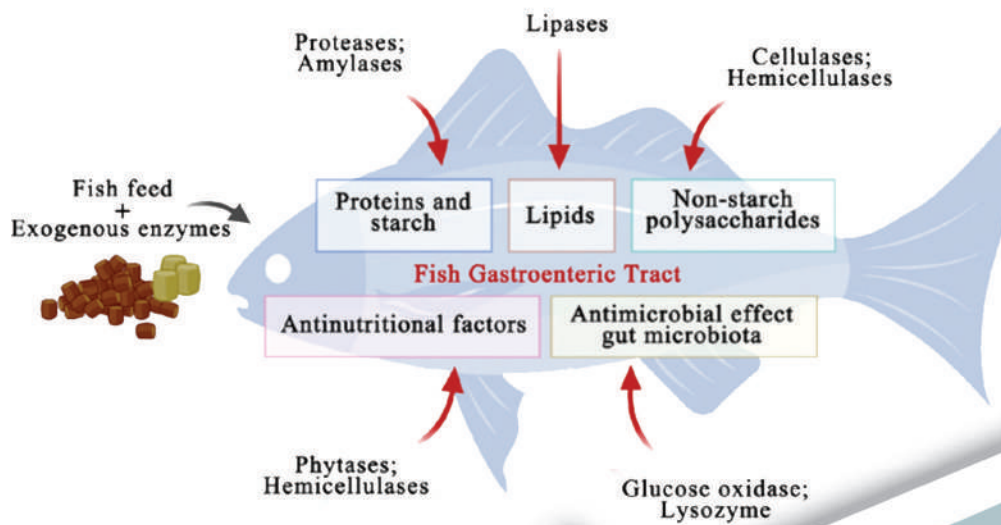 Proteases;
Amylases
Lipases
Cellulases;
Hemicellulases
Fish feed
+
Exogenous enzymes
Proteins and
starch
Lipids
Non-starch
polysaccharides
Fish Gastroenteric Tract
Antinutritional factors
Antimicrobial effect
gut microbiota
Phytases;
Hemicellulases
Glucose oxidase;
Lysozyme